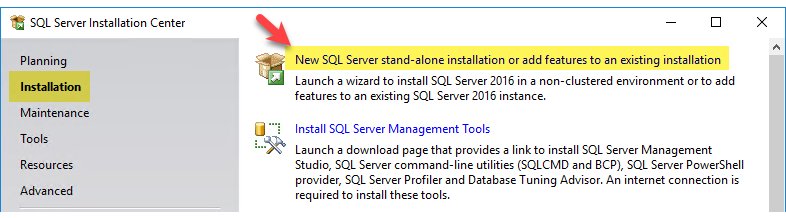 SQL Server Installation Center
Planning
Installation
Maintenance
Tools
Resources
Advanced
New SQL Server stand-alone installation or add features to an existing installation
Launch a wizard to install SQL Server 2016 in a non-clustered environment or to add
features to an existing SQL Server 2016 instance.
Install SQL Server Management Tools
Launch a download page that provides a link to install SQL Server Management
Studio, SQL Server command-line utilities (SQLCMD and BCP), SQL Server PowerShell
provider, SQL Server Profiler and Database Tuning Advisor. An internet connection is
required to install these tools.